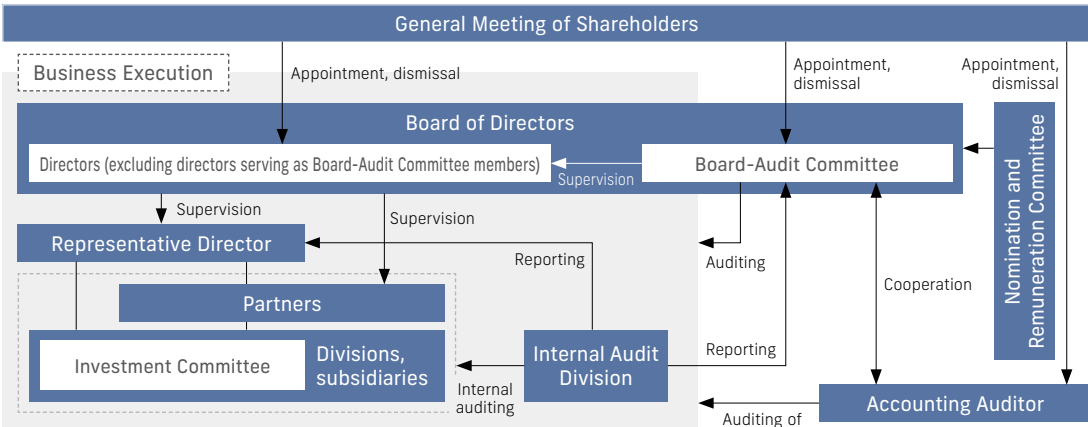 General Meeting of Shareholders
Business Execution
Appointment, dismissal
Appointment,
dismissal
Appointment,
dismissal
Board of Directors
Directors (excluding directors serving as Board-Audit Committee members)
Supervision
Board-Audit Committee
Nomination and
Remuneration Committee
Supervision
Supervision
Representative Director
Reporting
Auditing
Cooperation
Partners
Investment Committee
Divisions,
subsidiaries
Internal Audit
Division
Reporting
Internal
auditing
Accounting Auditor
Auditing of